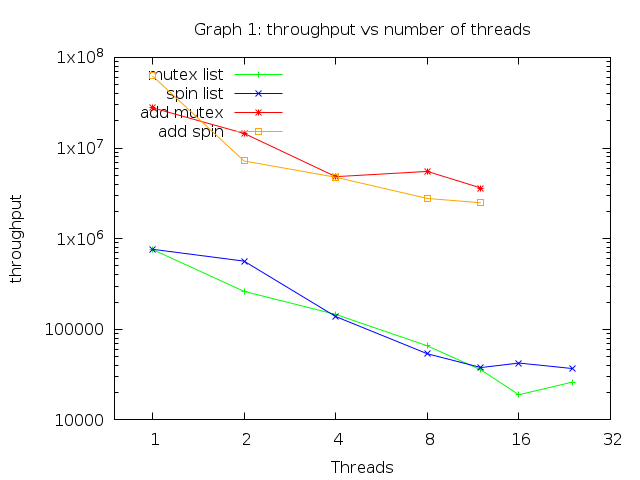 Graph 1: throughput vs number of threads
1x10^8
1x10^7
1x10^6
100000
10000
throughput
mutex list
spin list
add mutex
add spin
1 2 4 8 16 32
Threads